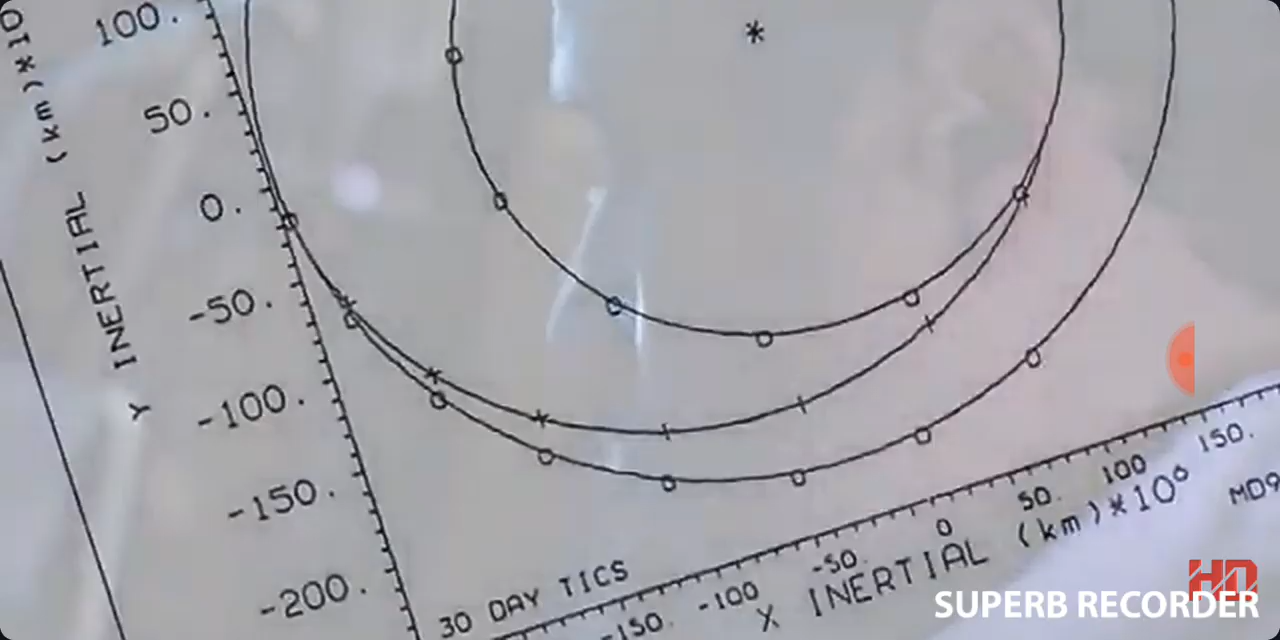 100.
50.
0.
-50.
-100.
-150.
-200.
Y INERTIAL (km)*10
30 DAY TICS
-150. -100 -50. 0 50. 100 150.
X INERTIAL (km)*10⁶
MD9
HD
SUPERB RECORDER